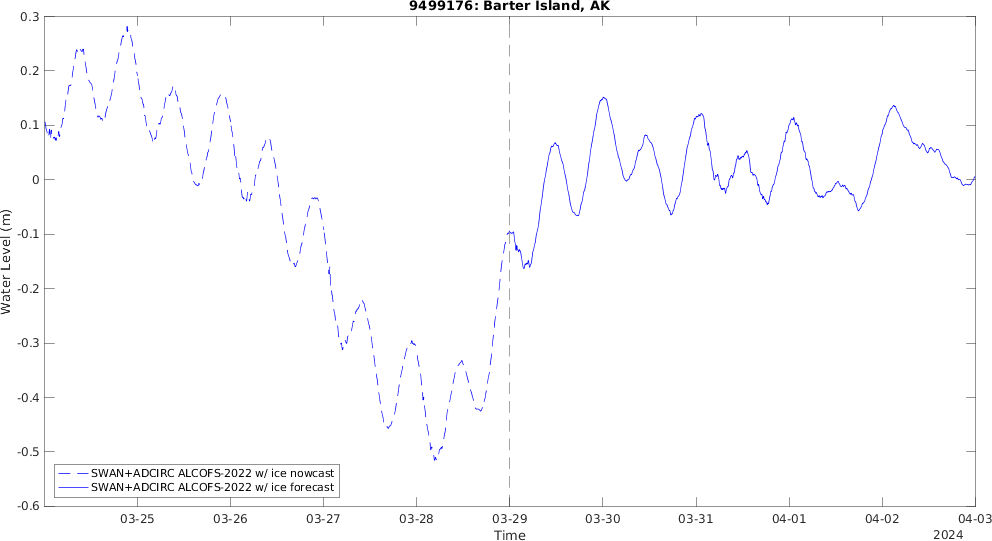 9499176: Barter Island, AK
0.3
0.2
0.1
0
-0.1
-0.2
-0.3
-0.4
-0.5
-0.6
Water Level (m)
SWAN+ADCIRC ALCOFS-2022 w/ ice nowcast
SWAN+ADCIRC ALCOFS-2022 w/ ice forecast
03-25 03-26 03-27 03-28 03-29 03-30 03-31 04-01 04-02 04-03
Time
2024